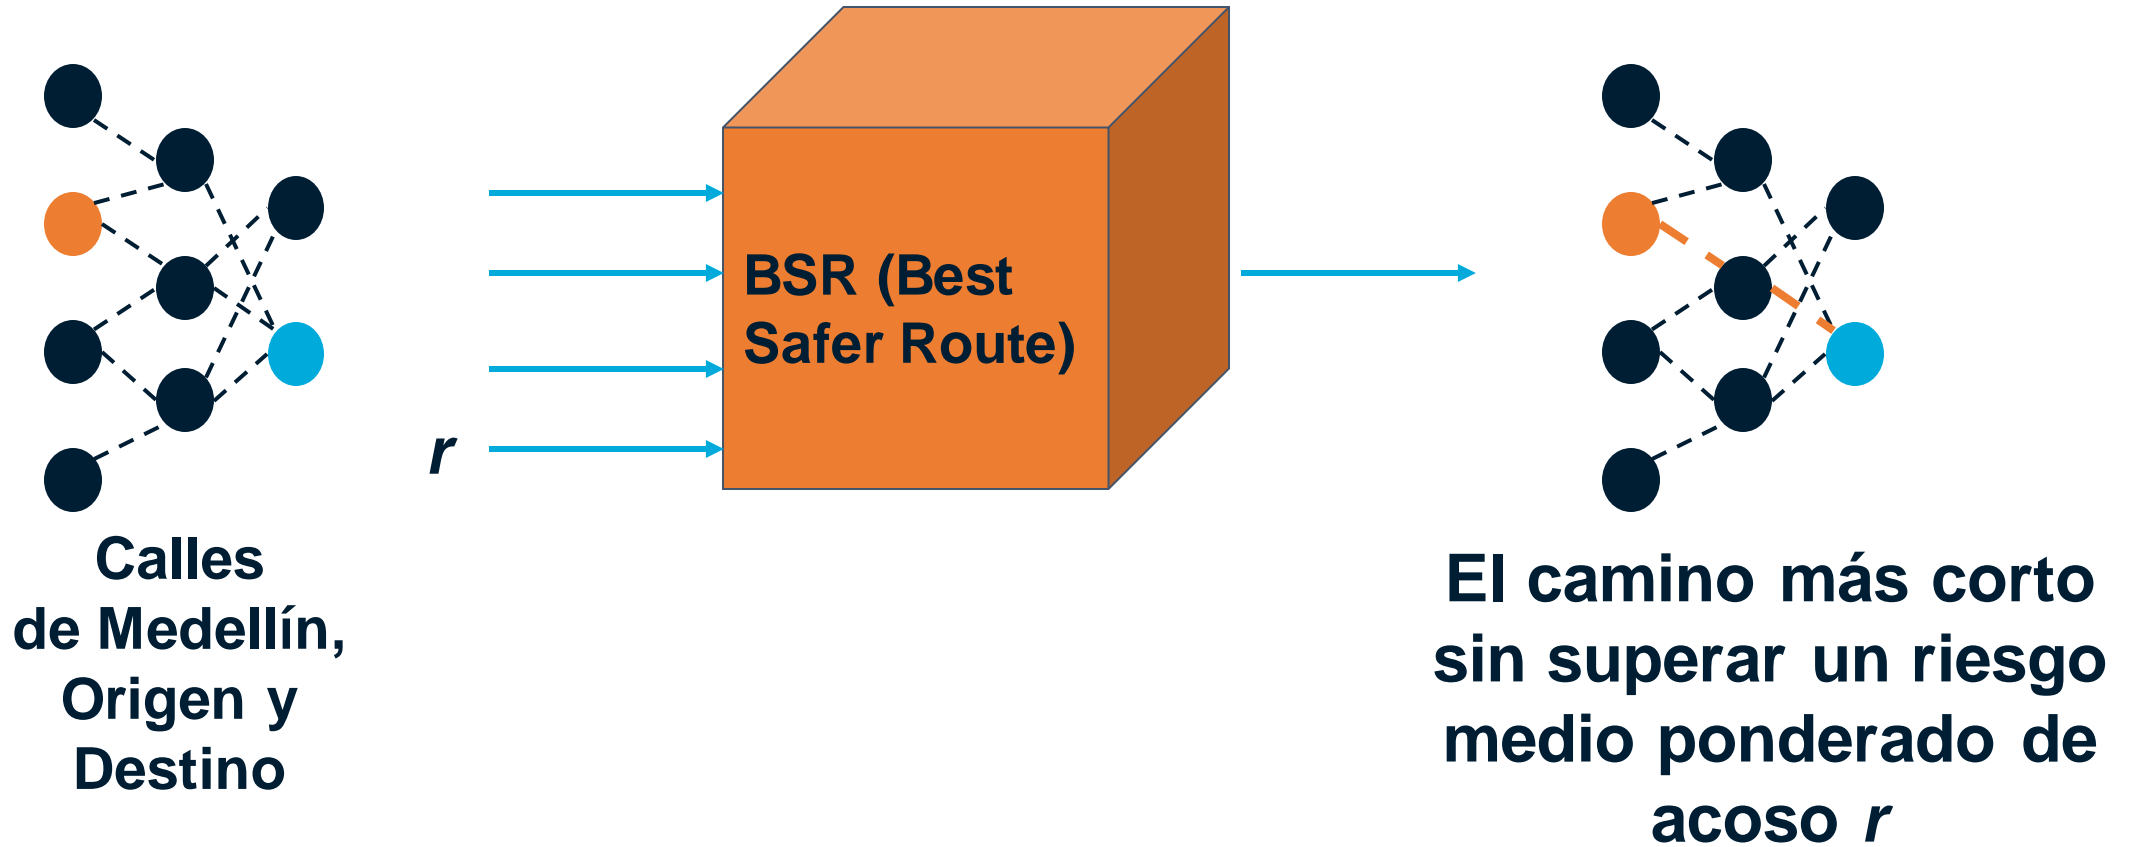 Calles
de Medellín,
Origen y
Destino
r
BSR (Best
Safer Route)
El camino más corto
sin superar un riesgo
medio ponderado de
acoso r